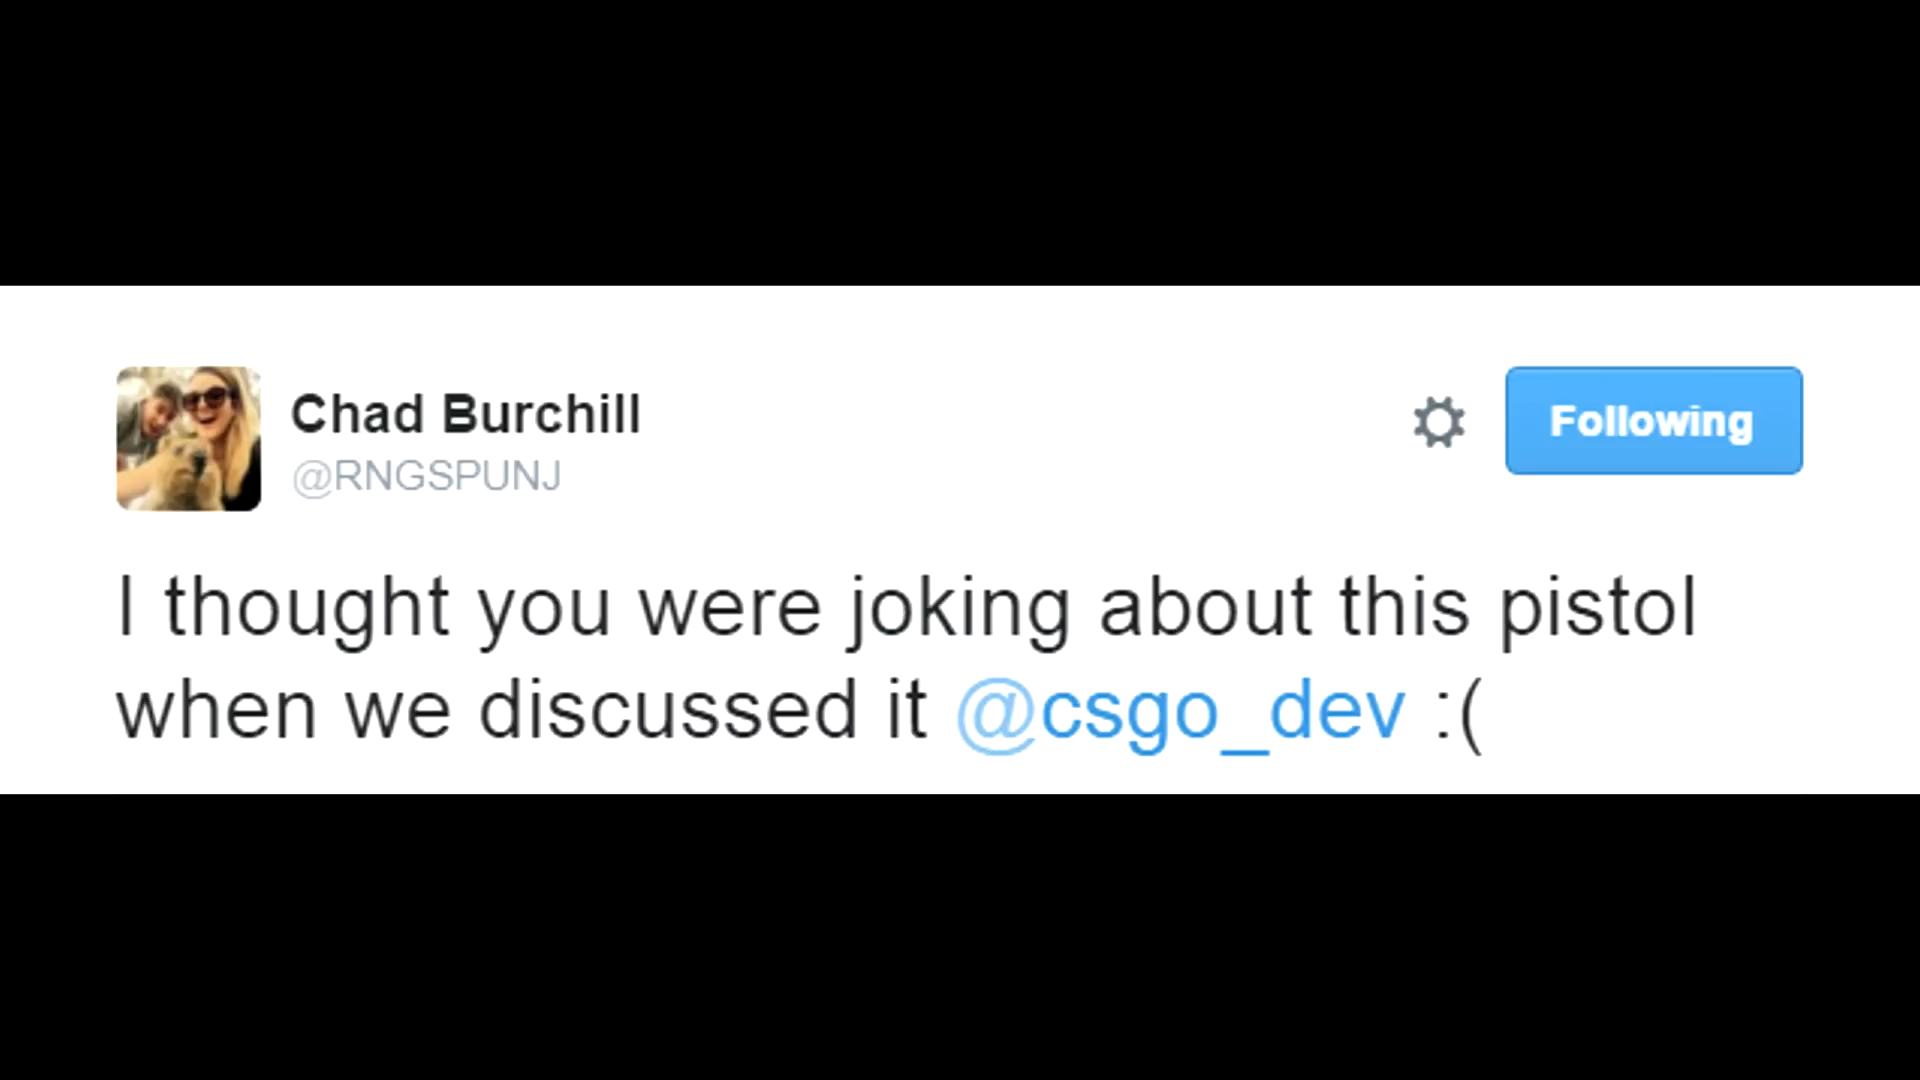 Chad Burchill
@RNGSPUNJ
Following
I thought you were joking about this pistol
when we discussed it @csgo_dev :(